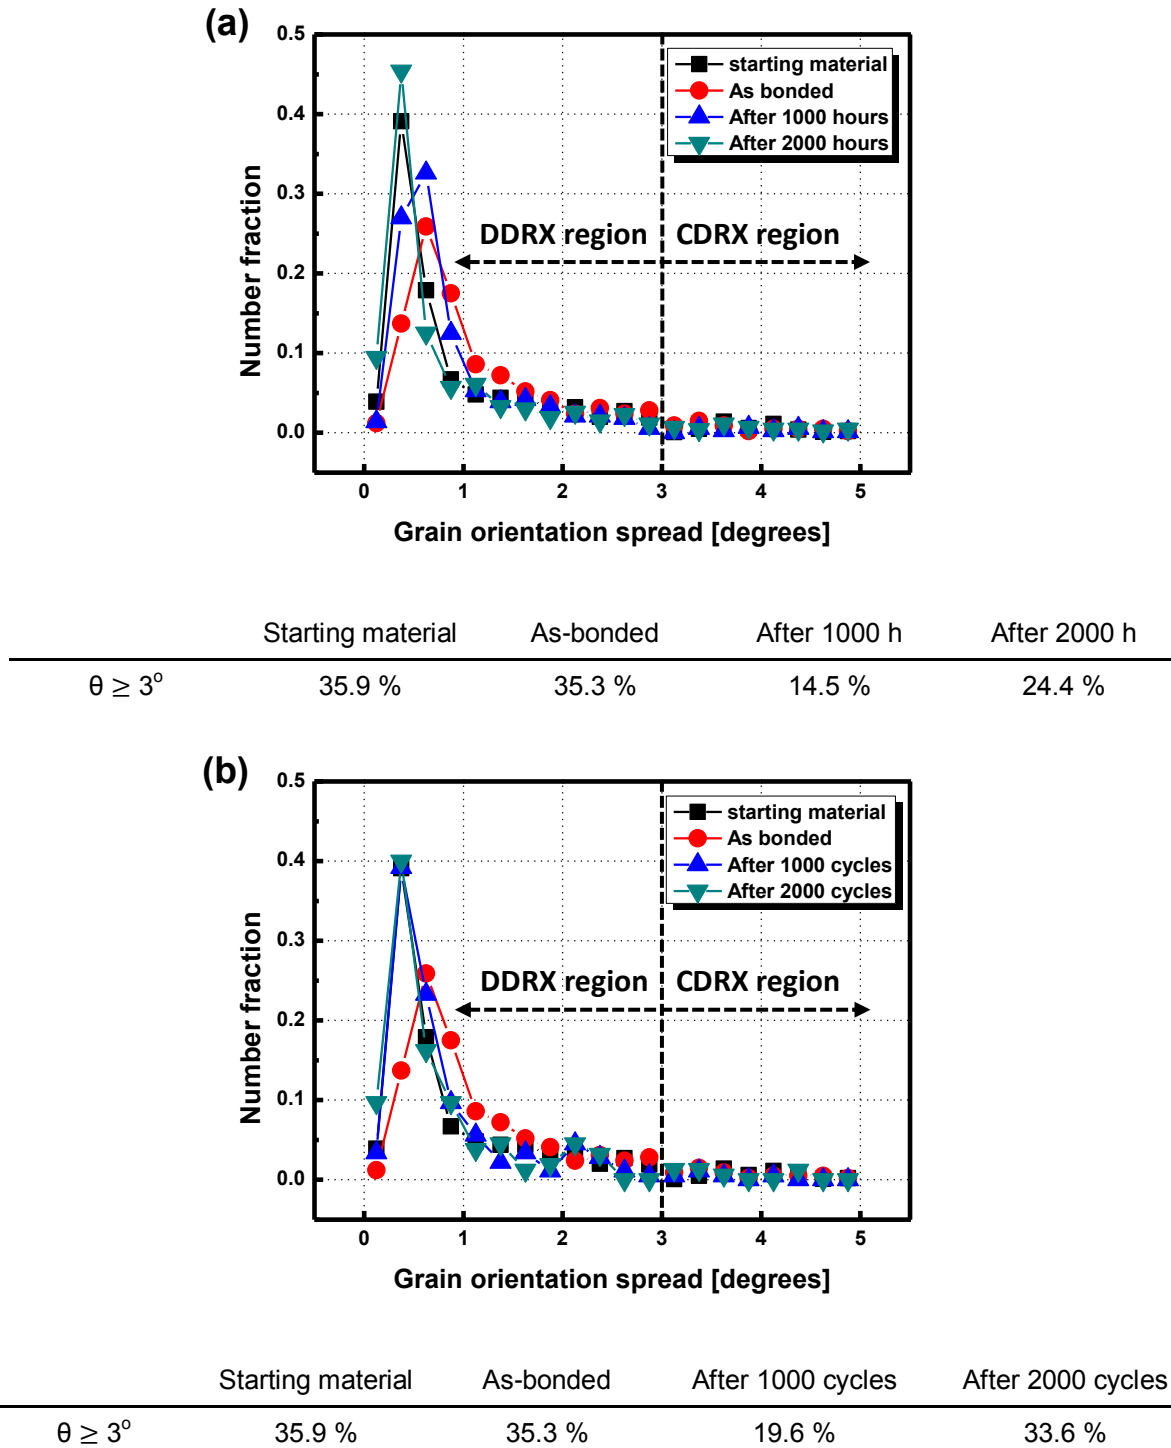 (a)
0.5
0.4
0.3
0.2
0.1
0.0
Number fraction
starting material
As bonded
After 1000 hours
After 2000 hours
DDRX region
CDRX region
0 1 2 3 4 5
Grain orientation spread [degrees]
Starting material As-bonded After 1000 h After 2000 h
θ ≥ 3° 35.9 % 35.3 % 14.5 % 24.4 %
(b)
0.5
0.4
0.3
0.2
0.1
0.0
Number fraction
starting material
As bonded
After 1000 cycles
After 2000 cycles
DDRX region
CDRX region
0 1 2 3 4 5
Grain orientation spread [degrees]
Starting material As-bonded After 1000 cycles After 2000 cycles
θ ≥ 3° 35.9 % 35.3 % 19.6 % 33.6 %